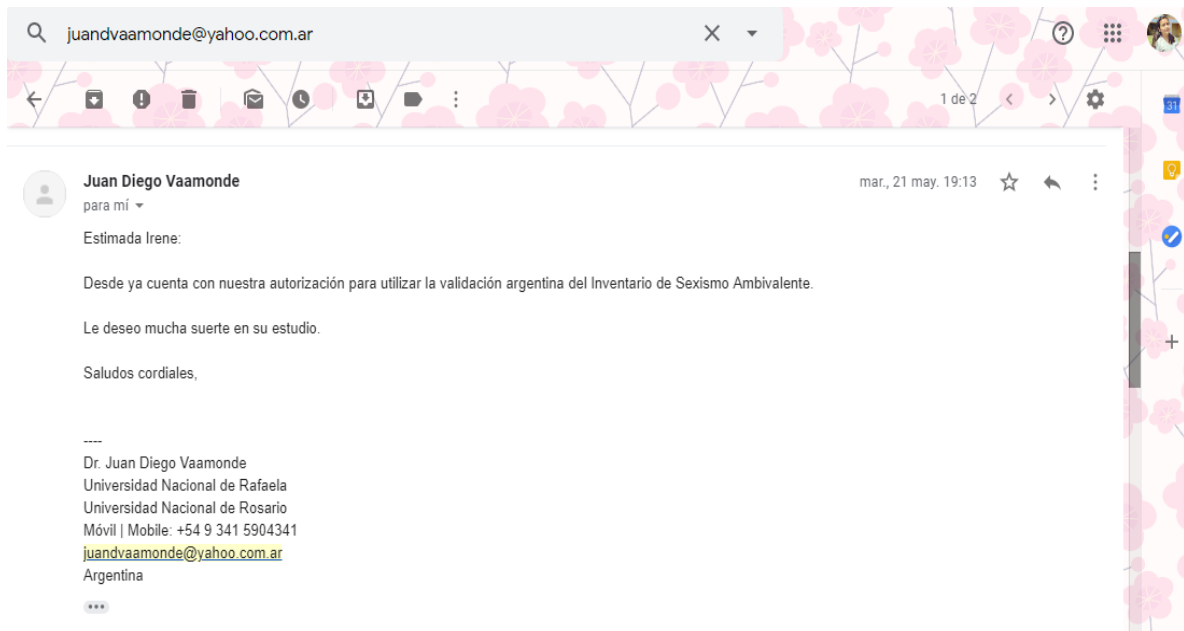 juandvaamonde@yahoo.com.ar
1 de 2
31
Juan Diego Vaamonde
mar., 21 may. 19:13
para mí
Estimada Irene:
Desde ya cuenta con nuestra autorización para utilizar la validación argentina del Inventario de Sexismo Ambivalente.
Le deseo mucha suerte en su estudio.
Saludos cordiales,
----
Dr. Juan Diego Vaamonde
Universidad Nacional de Rafaela
Universidad Nacional de Rosario
Móvil | Mobile: +54 9 341 5904341
juandvaamonde@yahoo.com.ar
Argentina